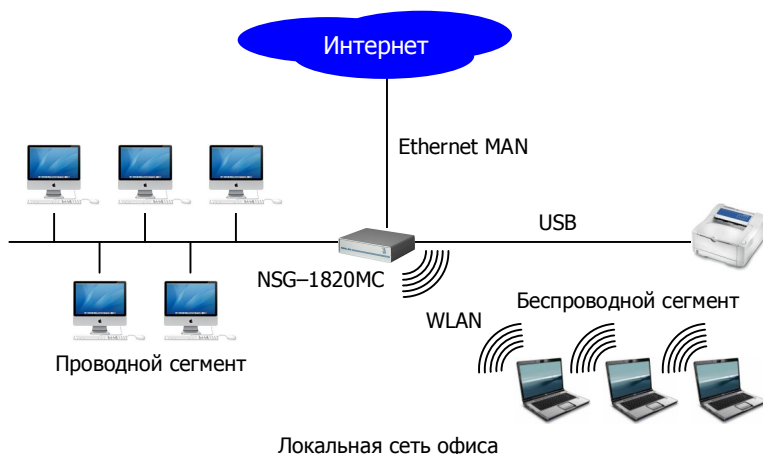 Интернет
Ethernet MAN
USB
NSG–1820MC
Беспроводной сегмент
WLAN
Проводной сегмент
Локальная сеть офиса